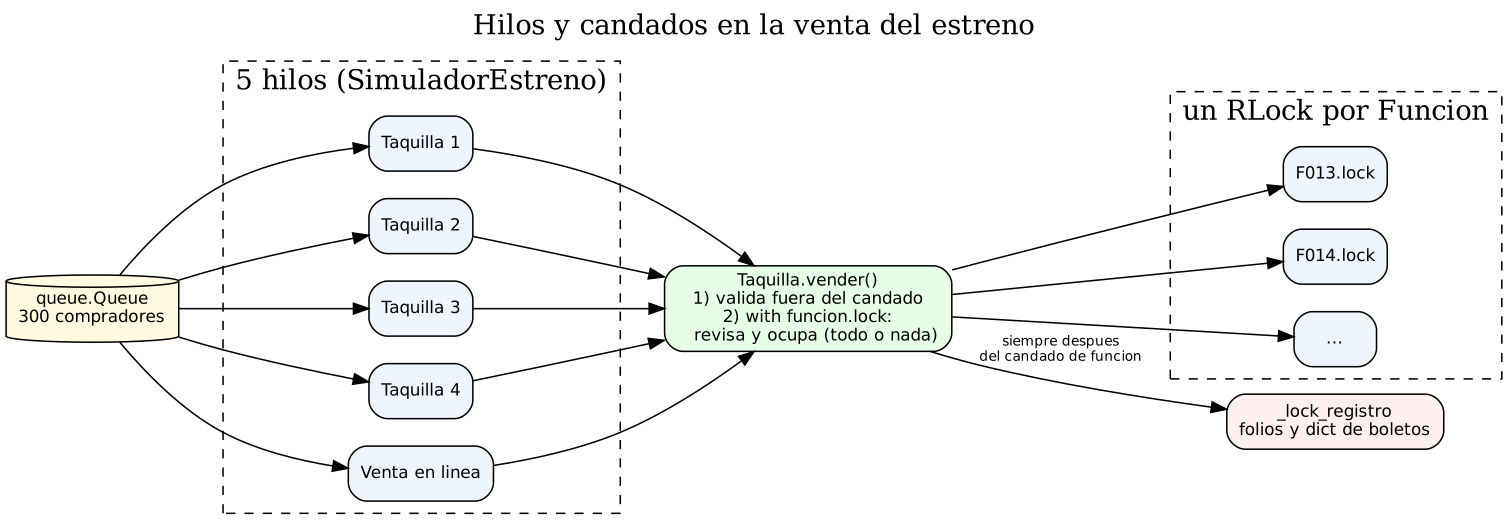 Hilos y candados en la venta del estreno
5 hilos (SimuladorEstreno)
un RLock por Funcion
Taquilla 1
Taquilla 2
Taquilla 3
Taquilla 4
Venta en linea
queue.Queue
300 compradores
Taquilla.vender()
1) valida fuera del candado
2) with funcion.lock:
revisa y ocupa (todo o nada)
F013.lock
F014.lock
...
siempre despues
del candado de funcion
_lock_registro
folios y dict de boletos